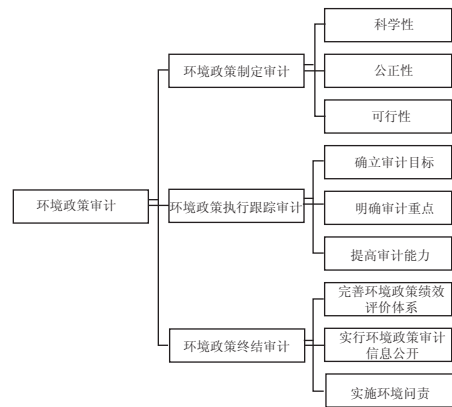 科学性
环境政策制定审计
公正性
可行性
确立审计目标
环境政策审计
环境政策执行跟踪审计
明确审计重点
提高审计能力
完善环境政策绩效
评价体系
环境政策终结审计
实行环境政策审计
信息公开
实施环境问责